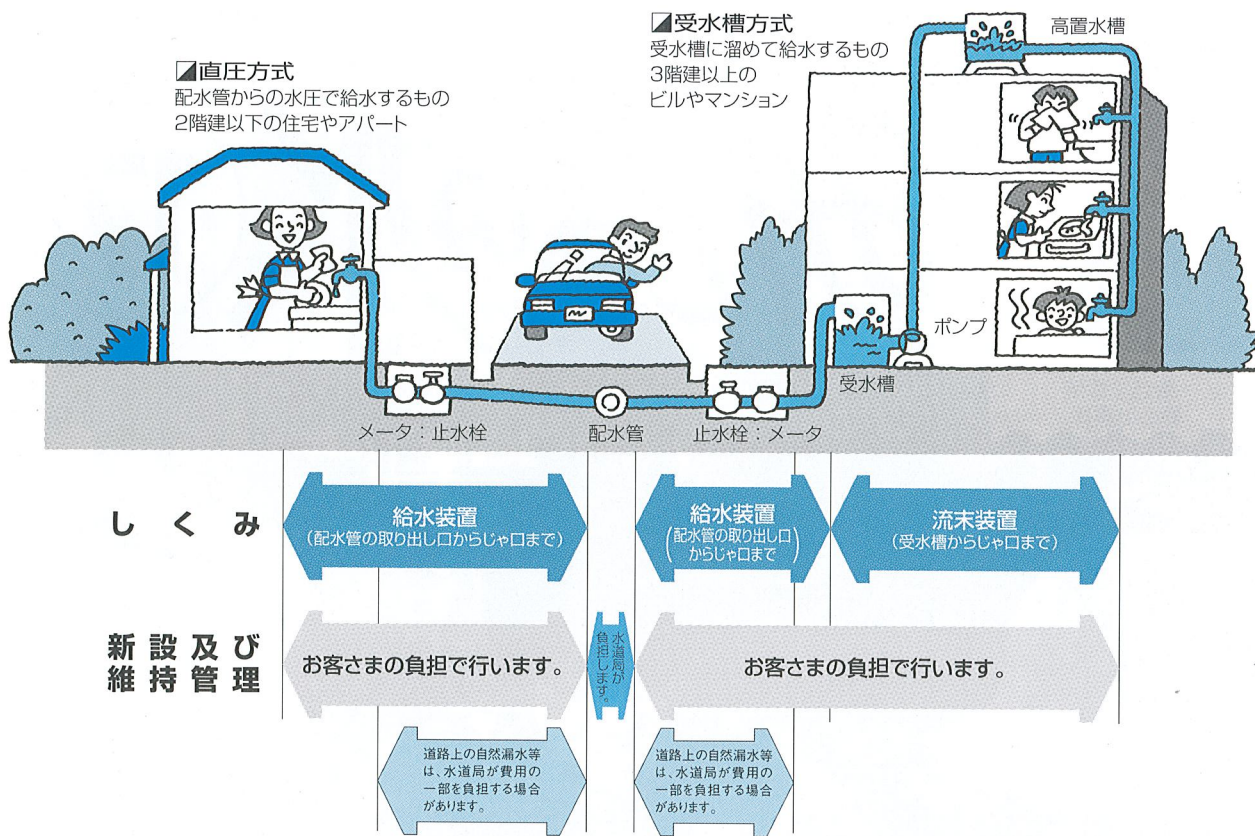 直圧方式
配水管からの水圧で給水するもの
2階建以下の住宅やアパート
受水槽方式
受水槽に溜めて給水するもの
3階建以上の
ビルやマンション
高置水槽
ポンプ
受水槽
メータ：止水栓
配水管
止水栓：メータ
しくみ
給水装置
（配水管の取り出し口からじゃ口まで）
給水装置
（配水管の取り出し口
からじゃ口まで）
流末装置
（受水槽からじゃ口まで）
新設及び
維持管理
お客さまの負担で行います。
水道局が
負担します。
お客さまの負担で行います。
道路上の自然漏水等
は、水道局が費用の
一部を負担する場合
があります。
道路上の自然漏水等
は、水道局が費用の
一部を負担する場合
があります。